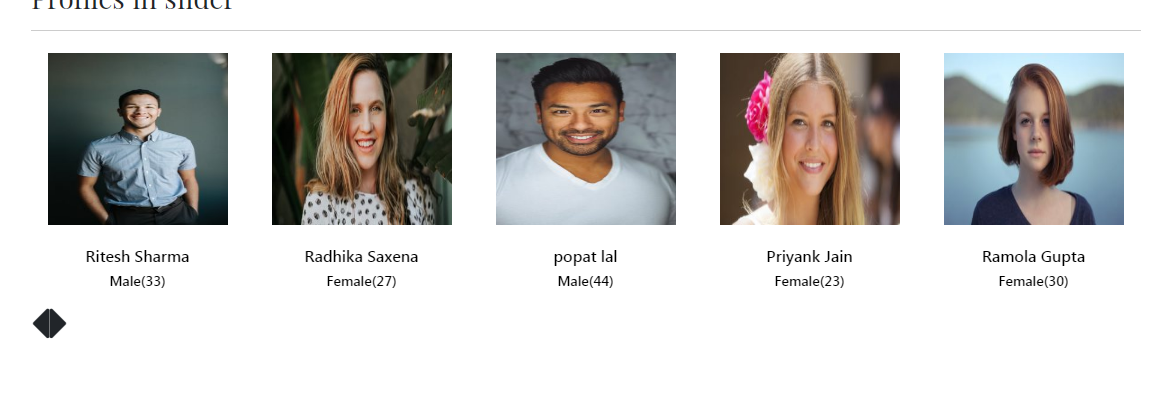 Profiles in slider
Ritesh Sharma
Male(33)
Radhika Saxena
Female(27)
popat lal
Male(44)
Priyank Jain
Female(23)
Ramola Gupta
Female(30)